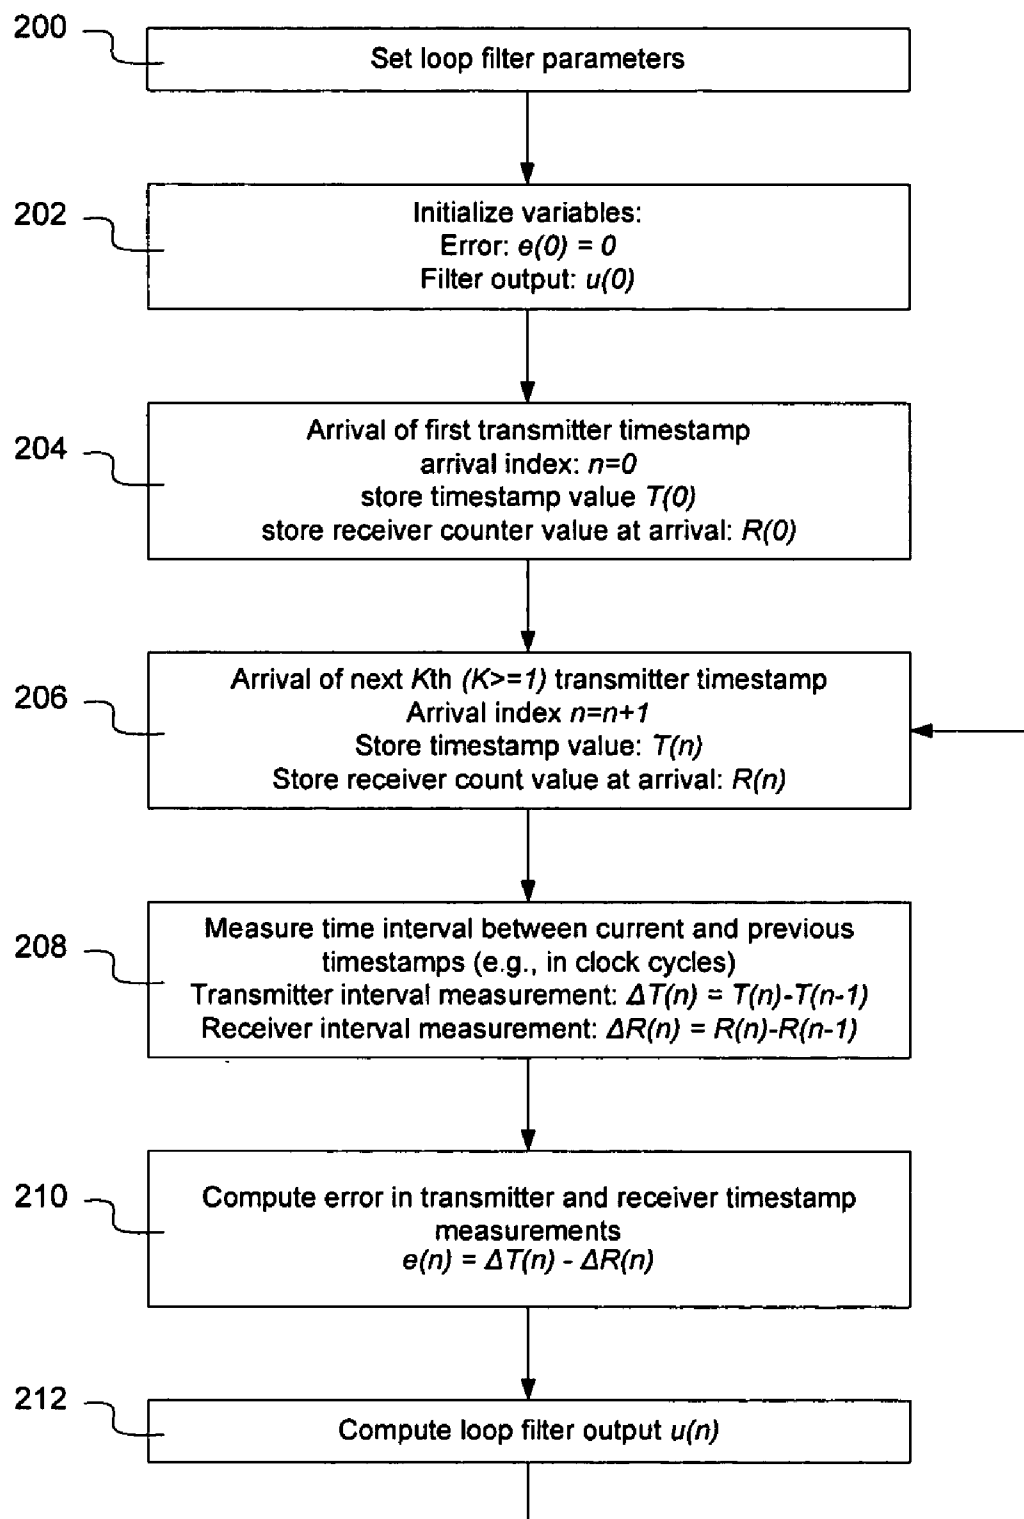 200
Set loop filter parameters
202
Initialize variables:
Error: e(0) = 0
Filter output: u(0)
204
Arrival of first transmitter timestamp
arrival index: n=0
store timestamp value T(0)
store receiver counter value at arrival: R(0)
206
Arrival of next Kth (K>=1) transmitter timestamp
Arrival index n=n+1
Store timestamp value: T(n)
Store receiver count value at arrival: R(n)
208
Measure time interval between current and previous
timestamps (e.g., in clock cycles)
Transmitter interval measurement: ΔT(n) = T(n)-T(n-1)
Receiver interval measurement: ΔR(n) = R(n)-R(n-1)
210
Compute error in transmitter and receiver timestamp
measurements
e(n) = ΔT(n) - ΔR(n)
212
Compute loop filter output u(n)